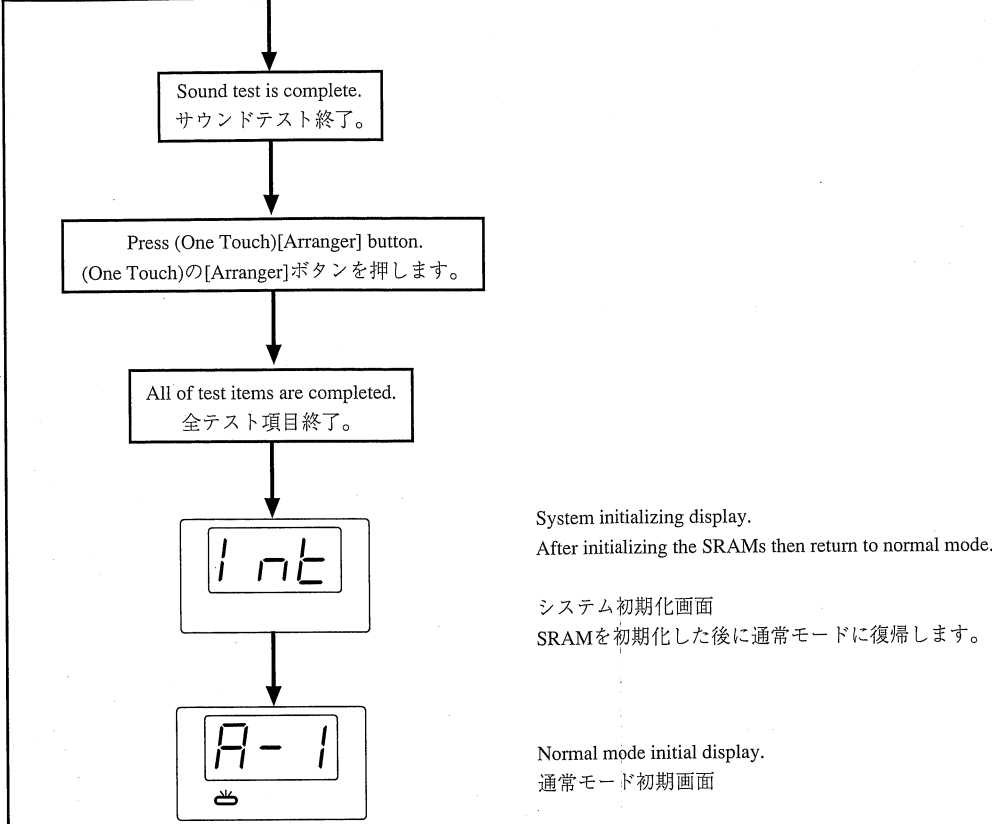 Sound test is complete.
サウンドテスト終了。
Press (One Touch)[Arranger] button.
(One Touch)の[Arranger]ボタンを押します。
All of test items are completed.
全テスト項目終了。
Int
System initializing display.
After initializing the SRAMs then return to normal mode.
システム初期化画面
SRAMを初期化した後に通常モードに復帰します。
A-1
Normal mode initial display.
通常モード初期画面